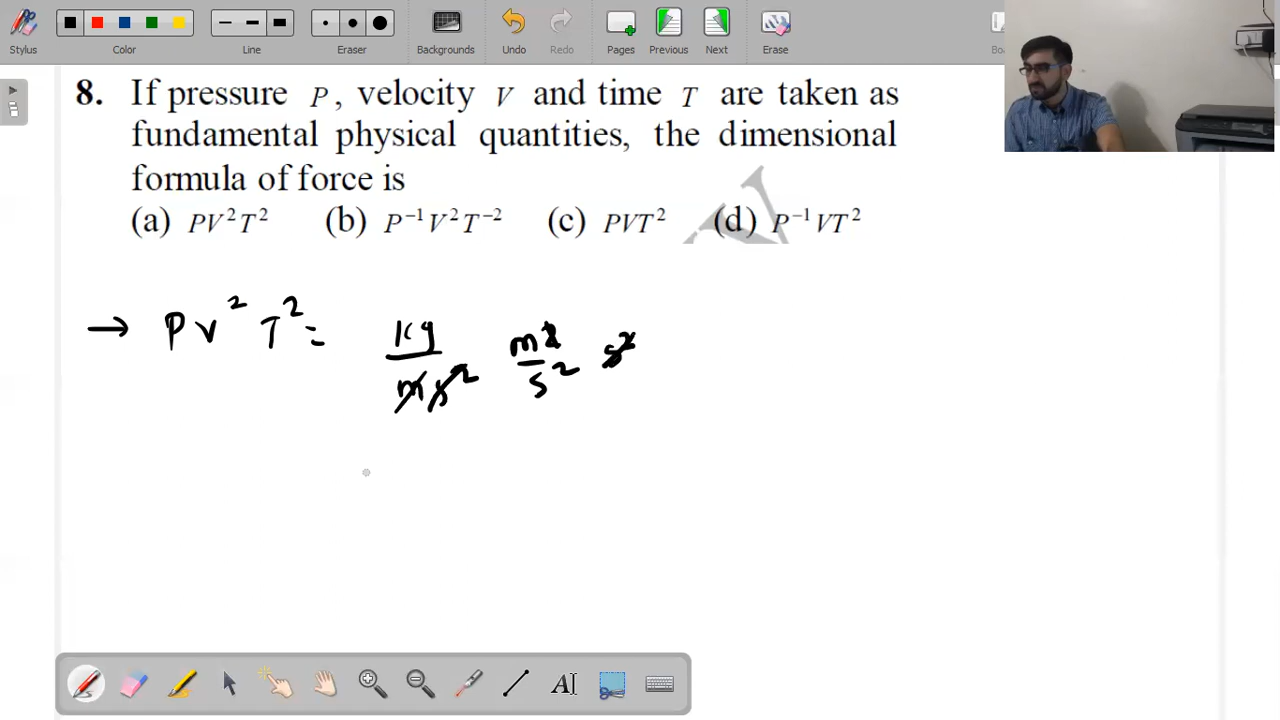 Stylus Color Line Eraser Backgrounds Undo Redo Pages Previous Next Erase
8. If pressure P, velocity V and time T are taken as
fundamental physical quantities, the dimensional
formula of force is
(a) PV²T² (b) P⁻¹V²T⁻² (c) PVT² (d) P⁻¹VT²
→ PV²T² = kg/ms² m²/s² s²